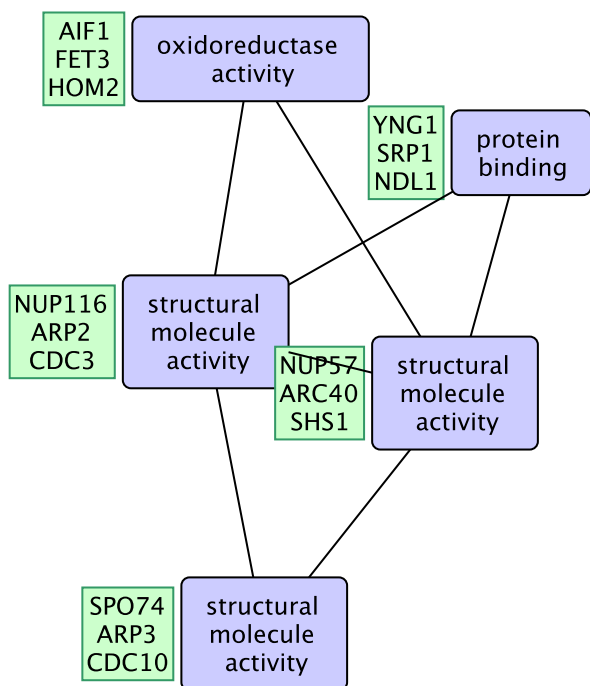 AIF1
FET3
HOM2
oxidoreductase
activity
YNG1
SRP1
NDL1
protein
binding
NUP116
ARP2
CDC3
structural
molecule
activity
NUP57
ARC40
SHS1
structural
molecule
activity
SPO74
ARP3
CDC10
structural
molecule
activity